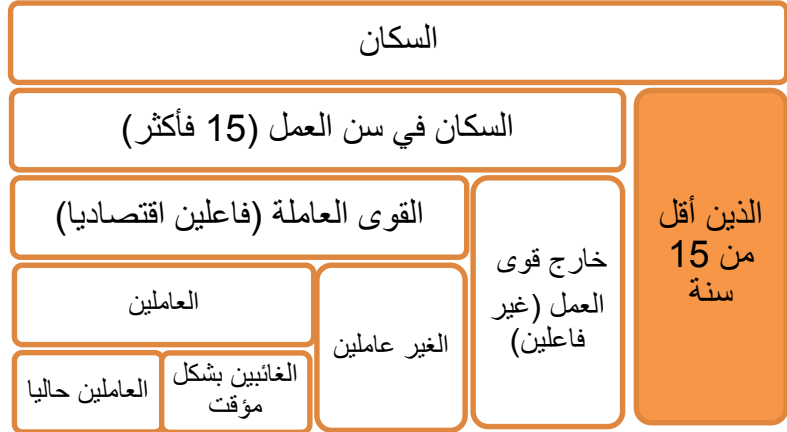 السكان
السكان في سن العمل (15 فأكثر)
الذين أقل
من 15
سنة
القوى العاملة (فاعلين اقتصاديا)
خارج قوى
العمل (غير
فاعلين)
العاملين
الغير عاملين
الغائبين بشكل
مؤقت
العاملين حاليا